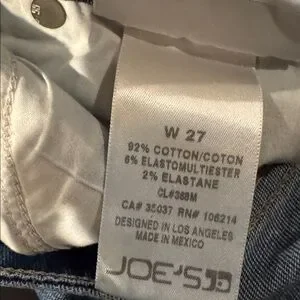 W 27
92% COTTON/COTON
6% ELASTOMULTIESTER
2% ELASTANE
CL#368M
CA# 35037 RN# 106214
DESIGNED IN LOS ANGELES
MADE IN MEXICO
JOE'S